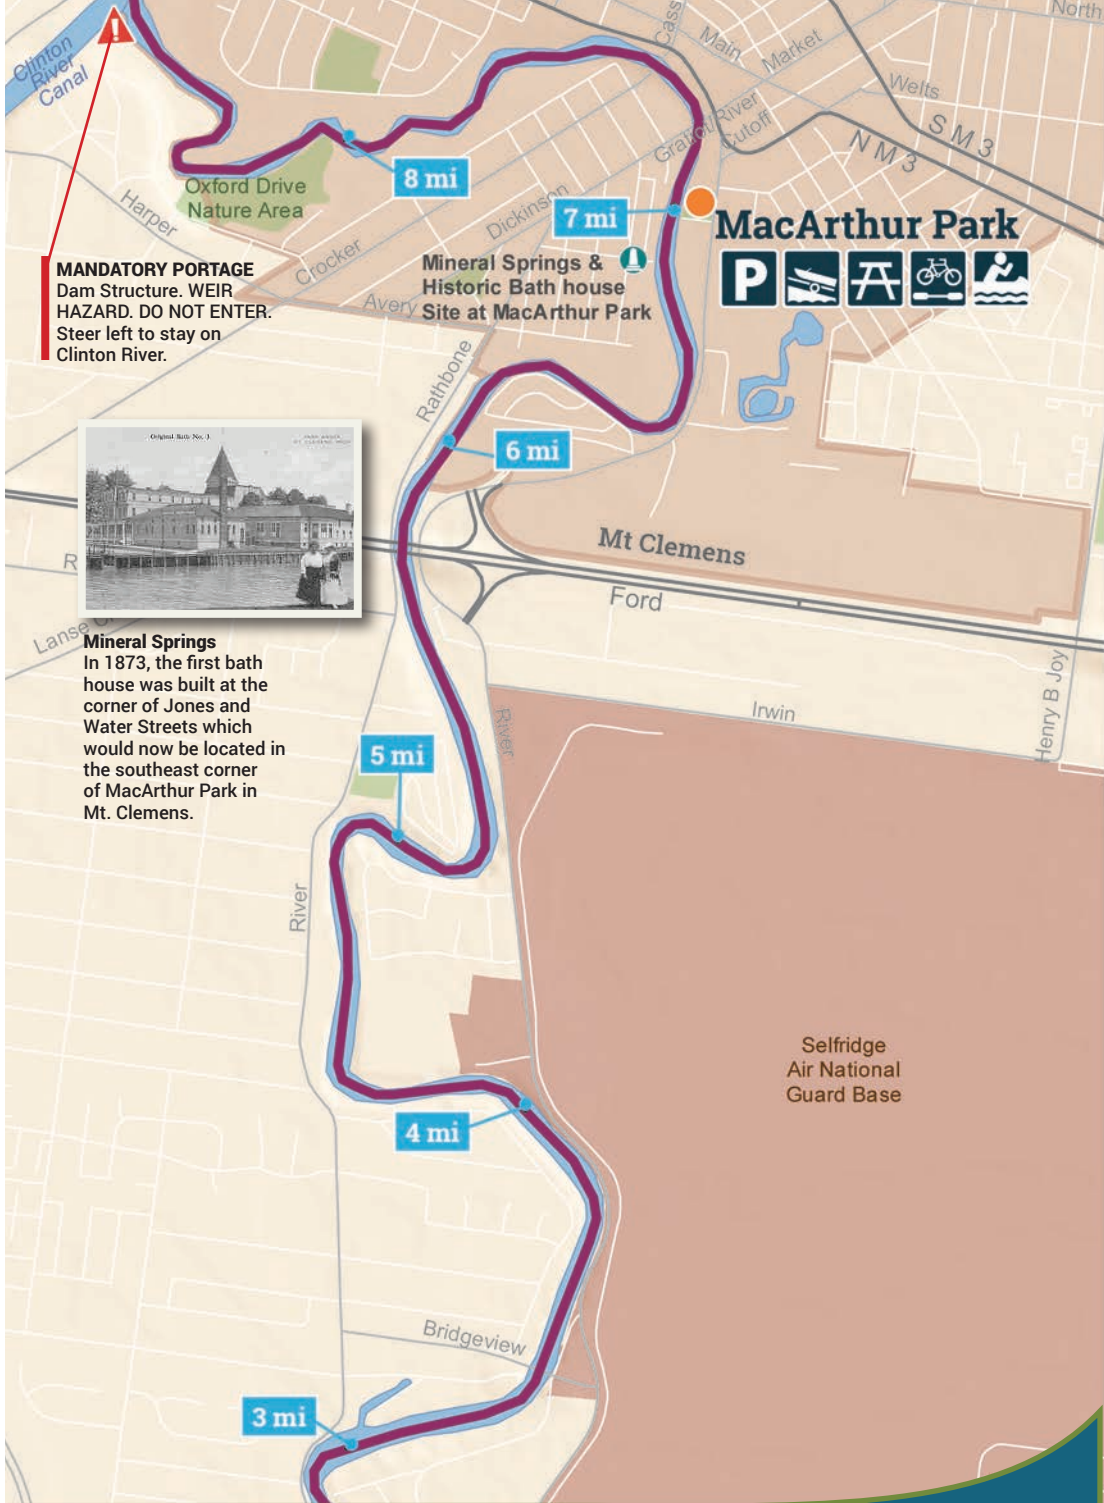 North
Cass
Main
Market
Clinton
River
Canal
Welts
S M 3
N M 3
Gratiot/River
Cutoff
8 mi
Oxford Drive
Nature Area
Harper
Dickinson
7 mi
MacArthur Park
P
Crocker
Mineral Springs &
Historic Bath house
Site at MacArthur Park
Avery
MANDATORY PORTAGE
Dam Structure. WEIR
HAZARD. DO NOT ENTER.
Steer left to stay on
Clinton River.
Rathbone
Original Bath No. 1.
6 mi
Mt Clemens
Ford
R
Lanse C
Mineral Springs
In 1873, the first bath
house was built at the
corner of Jones and
Water Streets which
would now be located in
the southeast corner
of MacArthur Park in
Mt. Clemens.
Henry B Joy
Irwin
River
5 mi
River
Selfridge
Air National
Guard Base
4 mi
Bridgeview
3 mi